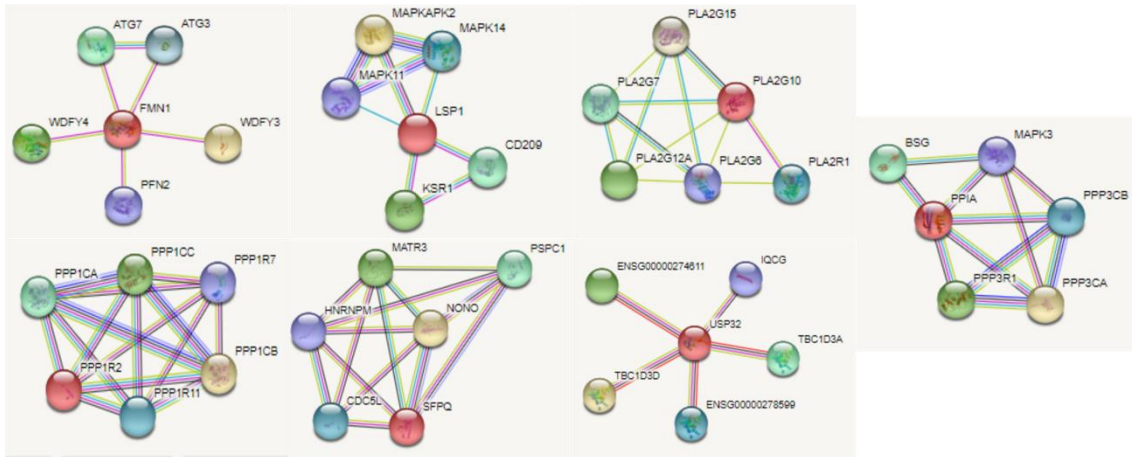 ATG7
ATG3
FMN1
WDFY4
WDFY3
PFN2
MAPKAPK2
MAPK14
MAPK11
LSP1
CD209
KSR1
PLA2G15
PLA2G7
PLA2G10
PLA2G12A
PLA2G6
PLA2R1
BSG
MAPK3
PPIA
PPP3CB
PPP3R1
PPP3CA
PPP1CC
PPP1CA
PPP1R7
PPP1CB
PPP1R2
PPP1R11
MATR3
PSPC1
HNRNPM
NONO
CDC5L
SFPQ
ENSG00000274611
IQCG
USP32
TBC1D3A
TBC1D3D
ENSG00000278599